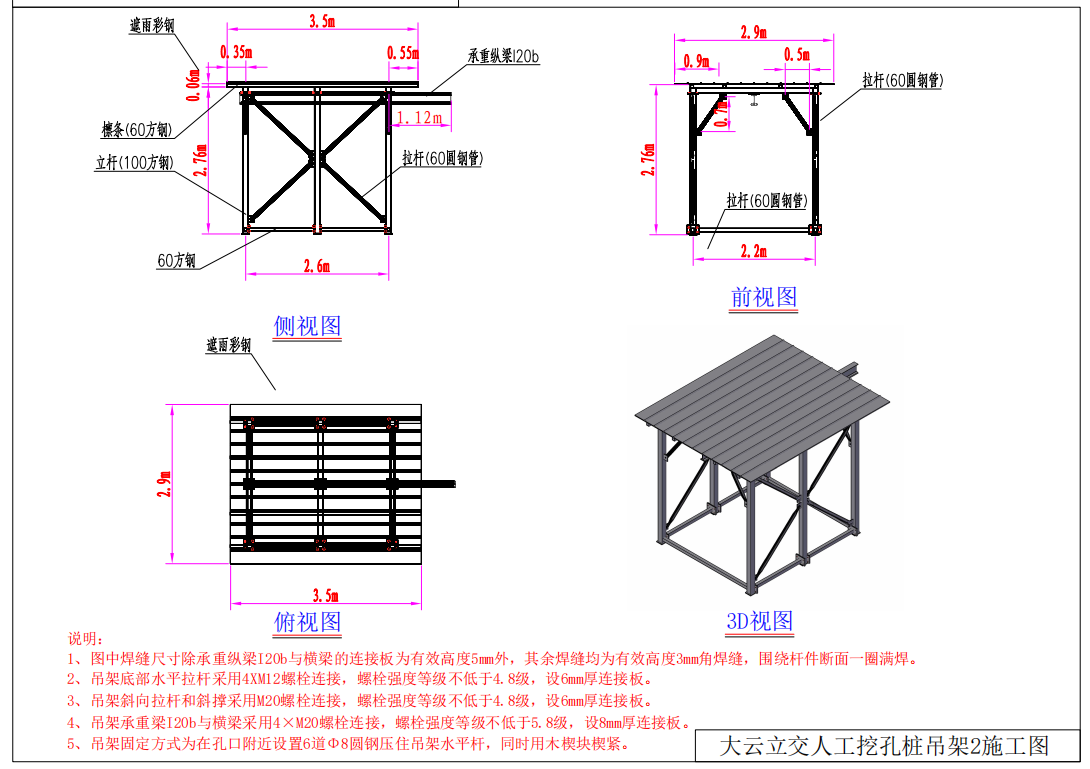 遮雨彩钢
3.5m
0.35m
0.55m
承重纵梁I20b
0.06m
1.12m
檩条(60方钢)
立杆(100方钢)
2.76m
拉杆(60圆钢管)
60方钢
2.6m
侧视图
2.9m
0.9m
0.5m
拉杆(60圆钢管)
0.7m
2.76m
拉杆(60圆钢管)
2.2m
前视图
遮雨彩钢
2.9m
3.5m
俯视图
3D视图
说明:
1、图中焊缝尺寸除承重纵梁I20b与横梁的连接板为有效高度5mm外，其余焊缝均为有效高度3mm角焊缝，围绕杆件断面一圈满焊。
2、吊架底部水平拉杆采用4XM12螺栓连接，螺栓强度等级不低于4.8级，设6mm厚连接板。
3、吊架斜向拉杆和斜撑采用M20螺栓连接，螺栓强度等级不低于4.8级，设6mm厚连接板。
4、吊架承重梁I20b与横梁采用4×M20螺栓连接，螺栓强度等级不低于5.8级，设8mm厚连接板。
5、吊架固定方式为在孔口附近设置6道Φ8圆钢压住吊架水平杆，同时用木楔块楔紧。
大云立交人工挖孔桩吊架2施工图